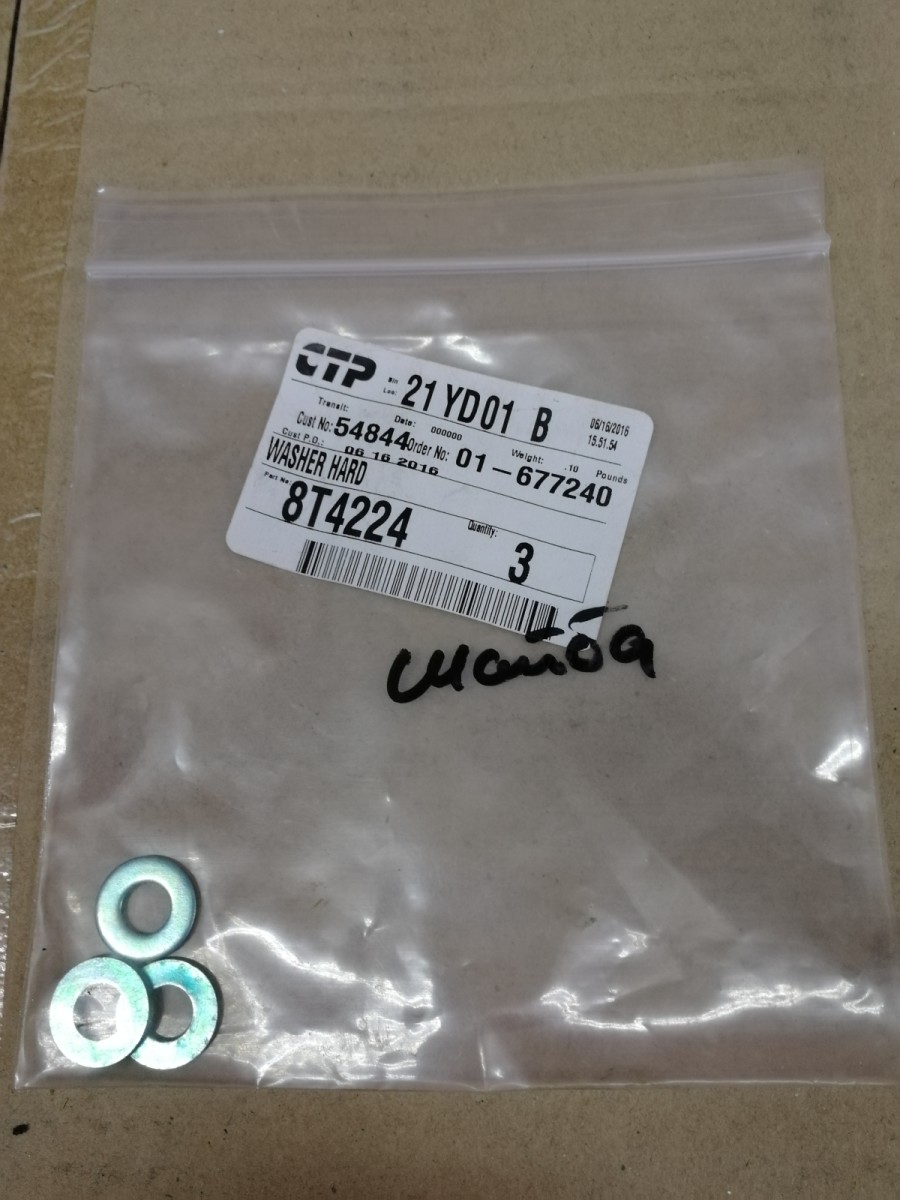 CTP Bin Loc: 21 YD01 B 06/16/2016
15.51.54
Transit: Date: 000000 Weight: .10 Pounds
Cust No: 54844 Order No: 01-677240
Cust P.O.: 06 16 2016
WASHER HARD
Part No: 8T4224 Quantity: 3
шайба